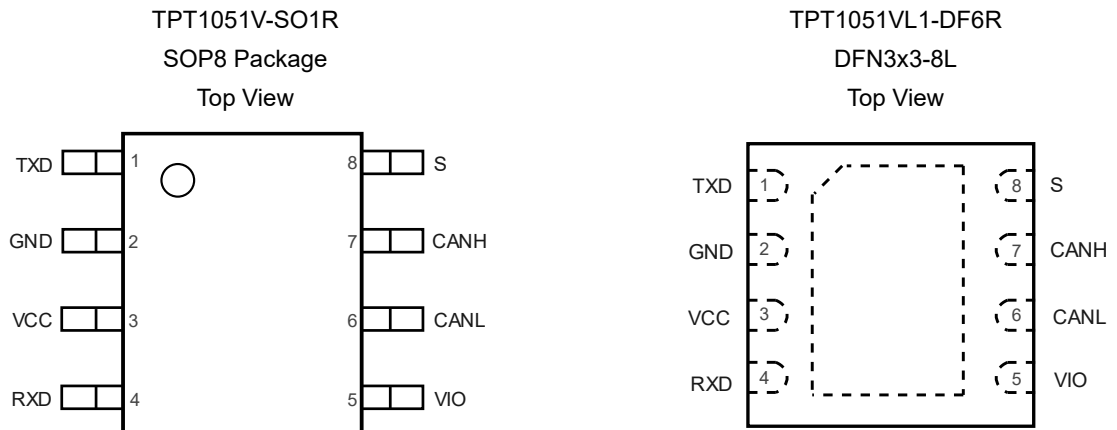 TPT1051V-SO1R
SOP8 Package
Top View
TXD 1 8 S
GND 2 7 CANH
VCC 3 6 CANL
RXD 4 5 VIO
TPT1051VL1-DF6R
DFN3x3-8L
Top View
TXD 1 8 S
GND 2 7 CANH
VCC 3 6 CANL
RXD 4 5 VIO